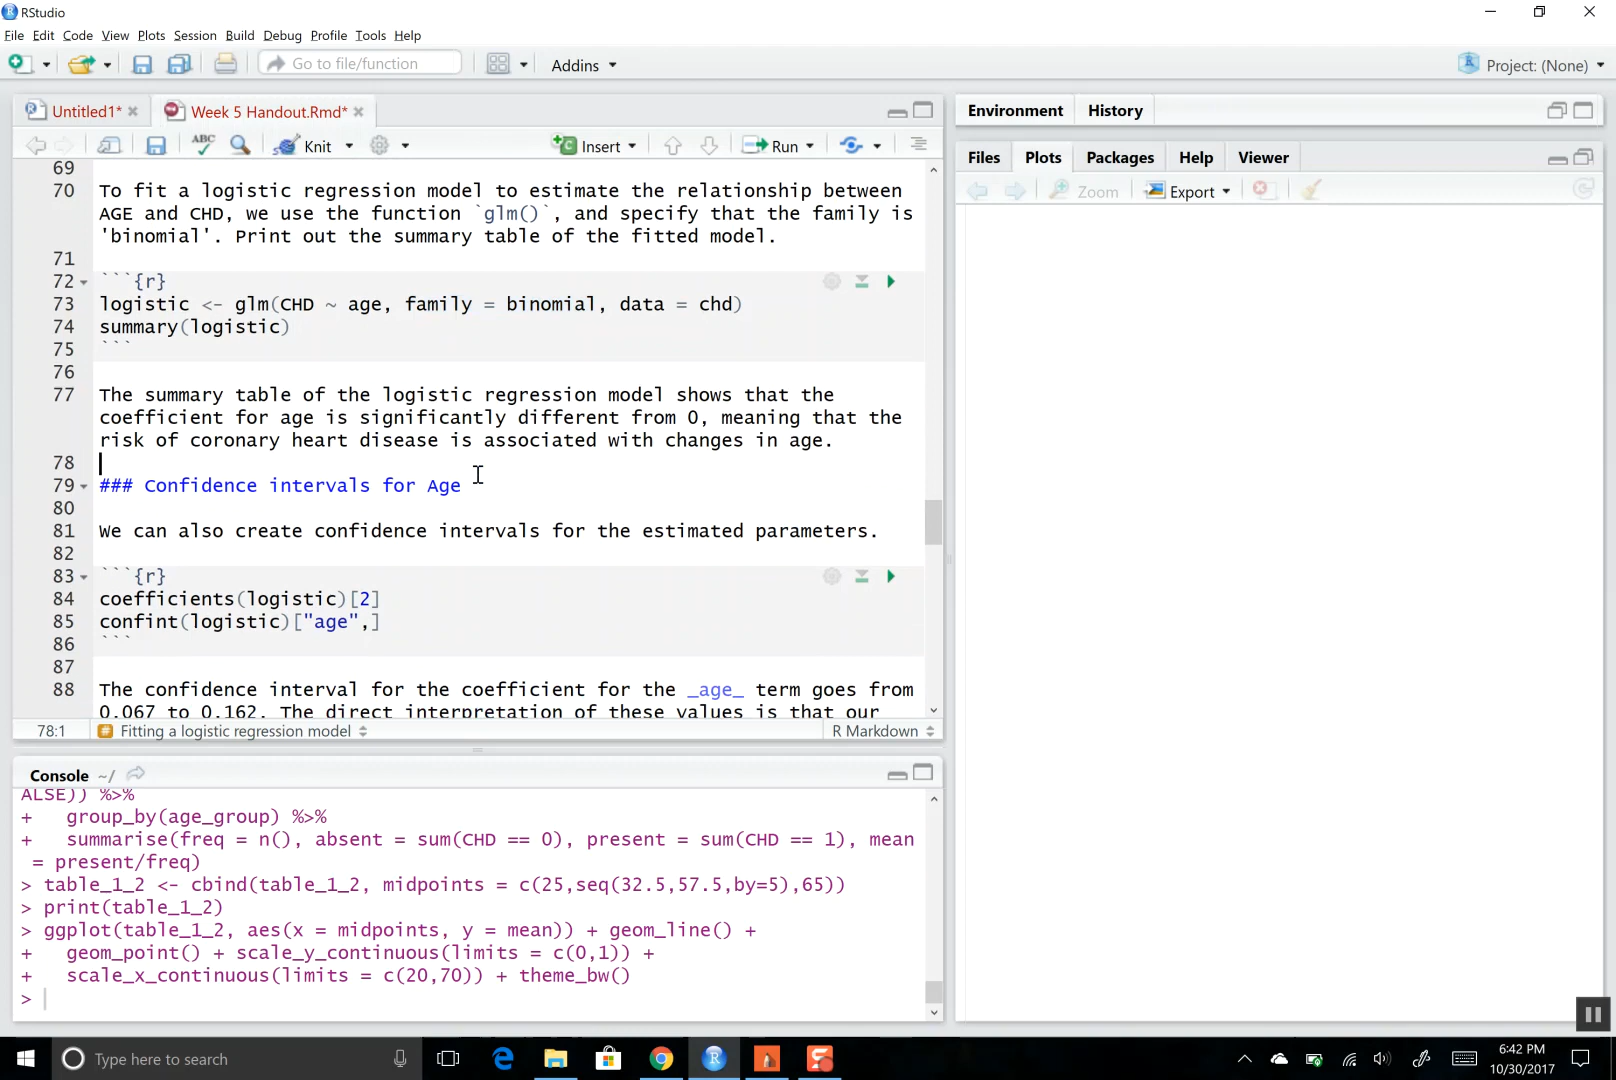 RStudio
File Edit Code View Plots Session Build Debug Profile Tools Help
Go to file/function
Addins
Project: (None)
Untitled1*
Week 5 Handout.Rmd*
ABC
Knit
Insert
Run
69
70 To fit a logistic regression model to estimate the relationship between
AGE and CHD, we use the function `glm()`, and specify that the family is
'binomial'. Print out the summary table of the fitted model.
71
72 ```{r}
73 logistic <- glm(CHD ~ age, family = binomial, data = chd)
74 summary(logistic)
75 ```
76
77 The summary table of the logistic regression model shows that the
coefficient for age is significantly different from 0, meaning that the
risk of coronary heart disease is associated with changes in age.
78
79 ### Confidence intervals for Age
80
81 We can also create confidence intervals for the estimated parameters.
82
83 ```{r}
84 coefficients(logistic)[2]
85 confint(logistic)["age",]
86 ```
87
88 The confidence interval for the coefficient for the _age_ term goes from
0.067 to 0.162. The direct interpretation of these values is that our
78:1 Fitting a logistic regression model R Markdown
Console ~/
ALSE)) %>%
+ group_by(age_group) %>%
+ summarise(freq = n(), absent = sum(CHD == 0), present = sum(CHD == 1), mean
= present/freq)
> table_1_2 <- cbind(table_1_2, midpoints = c(25,seq(32.5,57.5,by=5),65))
> print(table_1_2)
> ggplot(table_1_2, aes(x = midpoints, y = mean)) + geom_line() +
+ geom_point() + scale_y_continuous(limits = c(0,1)) +
+ scale_x_continuous(limits = c(20,70)) + theme_bw()
>
Environment History
Files Plots Packages Help Viewer
Zoom Export
Type here to search
6:42 PM
10/30/2017